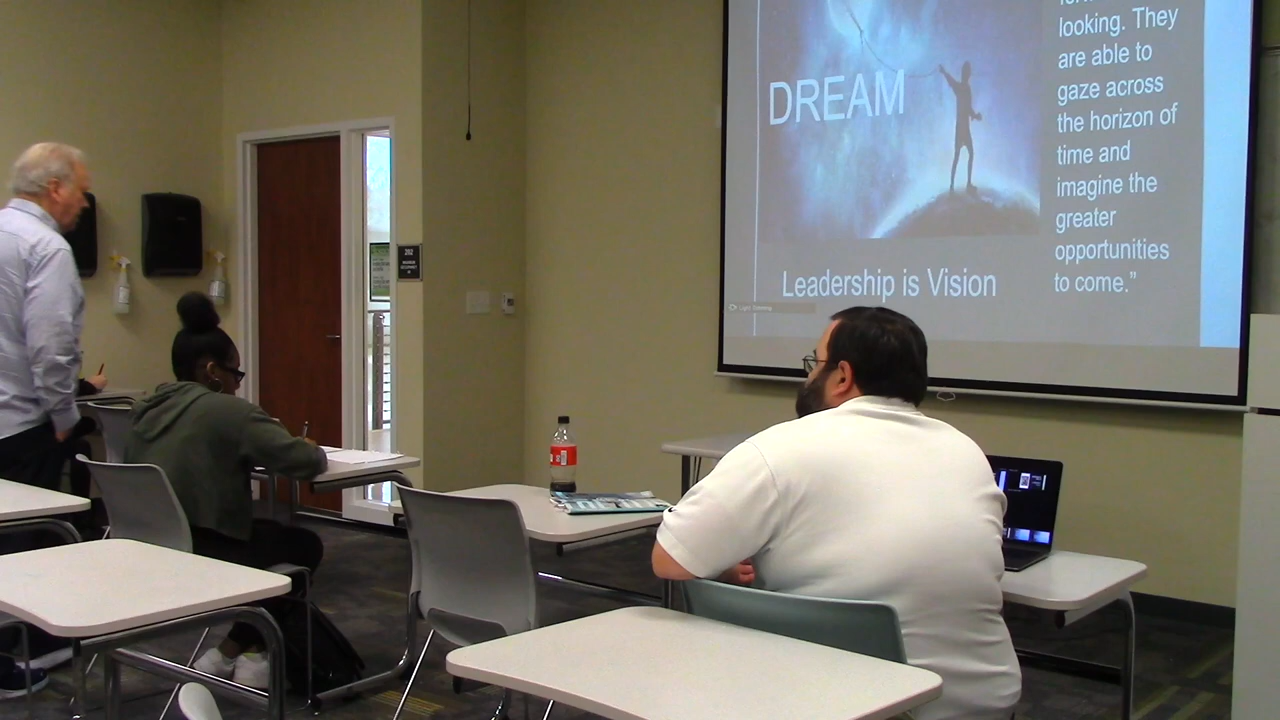 looking. They
are able to
gaze across
the horizon of
time and
imagine the
greater
opportunities
to come.”
DREAM
Leadership is Vision
202